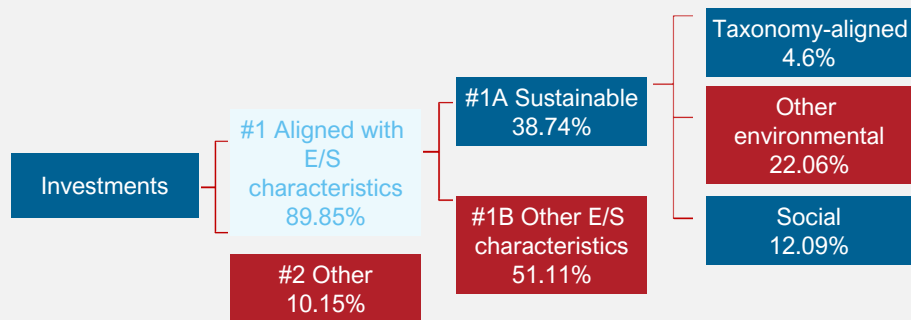 Investments
#1 Aligned with
E/S
characteristics
89.85%
#2 Other
10.15%
#1A Sustainable
38.74%
#1B Other E/S
characteristics
51.11%
Taxonomy-aligned
4.6%
Other
environmental
22.06%
Social
12.09%